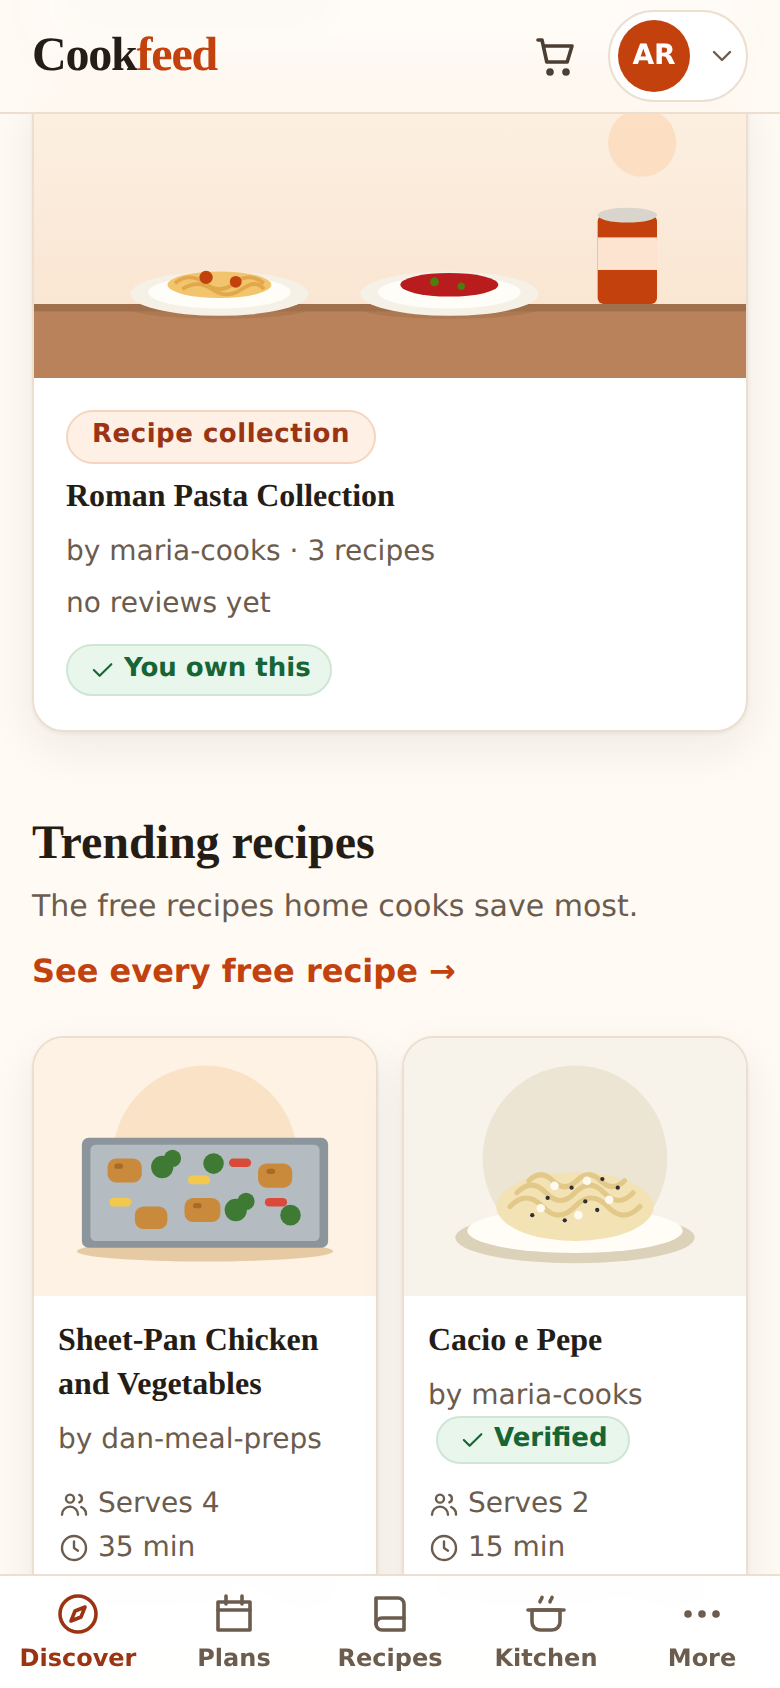 Cookfeed
AR
Recipe collection
Roman Pasta Collection
by maria-cooks · 3 recipes
no reviews yet
You own this
Trending recipes
The free recipes home cooks save most.
See every free recipe →
Sheet-Pan Chicken
and Vegetables
by dan-meal-preps
Serves 4
35 min
Cacio e Pepe
by maria-cooks
Verified
Serves 2
15 min
Discover
Plans
Recipes
Kitchen
More